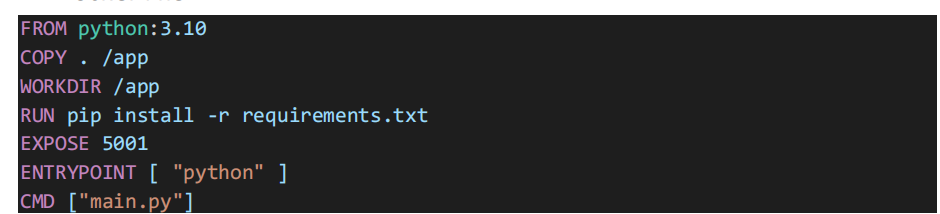 FROM python:3.10
COPY . /app
WORKDIR /app
RUN pip install -r requirements.txt
EXPOSE 5001
ENTRYPOINT [ "python" ]
CMD ["main.py"]